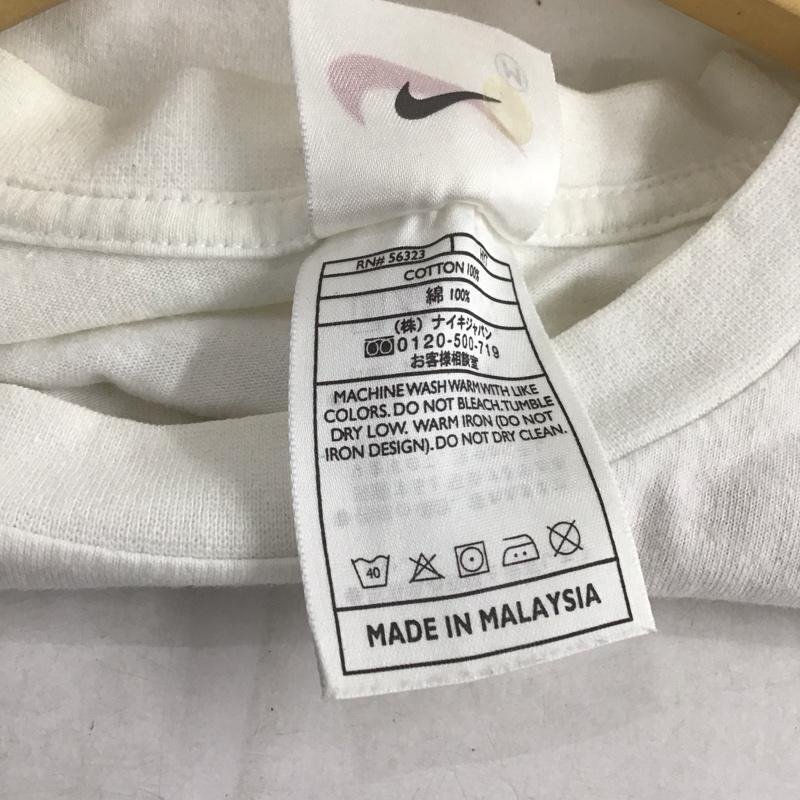 M
RN# 56323
COTTON 100%
綿 100%
(株) ナイキジャパン
0120-500-719
お客様相談室
MACHINE WASH WARM WITH LIKE
COLORS. DO NOT BLEACH. TUMBLE
DRY LOW. WARM IRON (DO NOT
IRON DESIGN). DO NOT DRY CLEAN.
40
MADE IN MALAYSIA